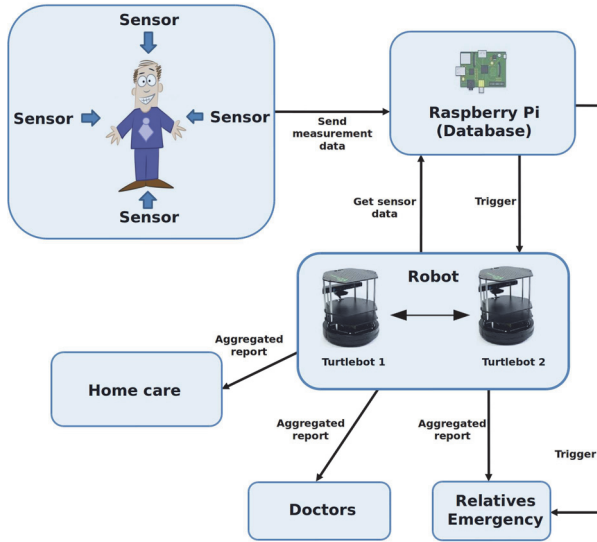 Sensor
Sensor
Sensor
Sensor
Send
measurement
data
Raspberry Pi
(Database)
Get sensor
data
Trigger
Robot
Turtlebot 1
Turtlebot 2
Aggregated
report
Home care
Aggregated
report
Aggregated
report
Trigger
Doctors
Relatives
Emergency